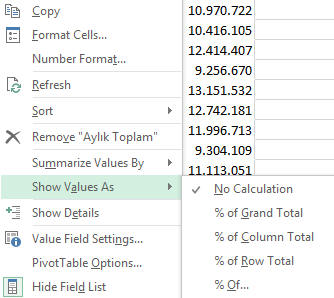 Copy
Format Cells...
Number Format...
Refresh
Sort
Remove "Aylık Toplam"
Summarize Values By
Show Values As
Show Details
Value Field Settings...
PivotTable Options...
Hide Field List
10.970.722
10.416.105
12.414.407
9.256.670
13.151.532
12.742.181
11.996.713
9.304.109
11.113.051
No Calculation
% of Grand Total
% of Column Total
% of Row Total
% Of...